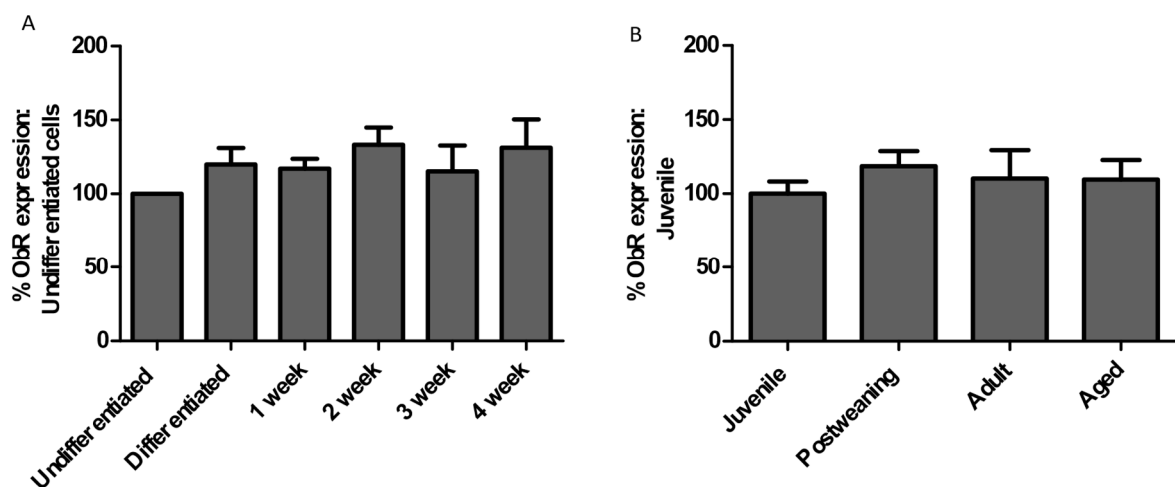 A
% ObR expression:
Undiffer entiated cells
200
150
100
50
0
Undiffer entiated
Differ entiated
1 week
2 week
3 week
4 week
B
% ObR expression:
Juvenile
200
150
100
50
0
Juvenile
Postweaning
Adult
Aged